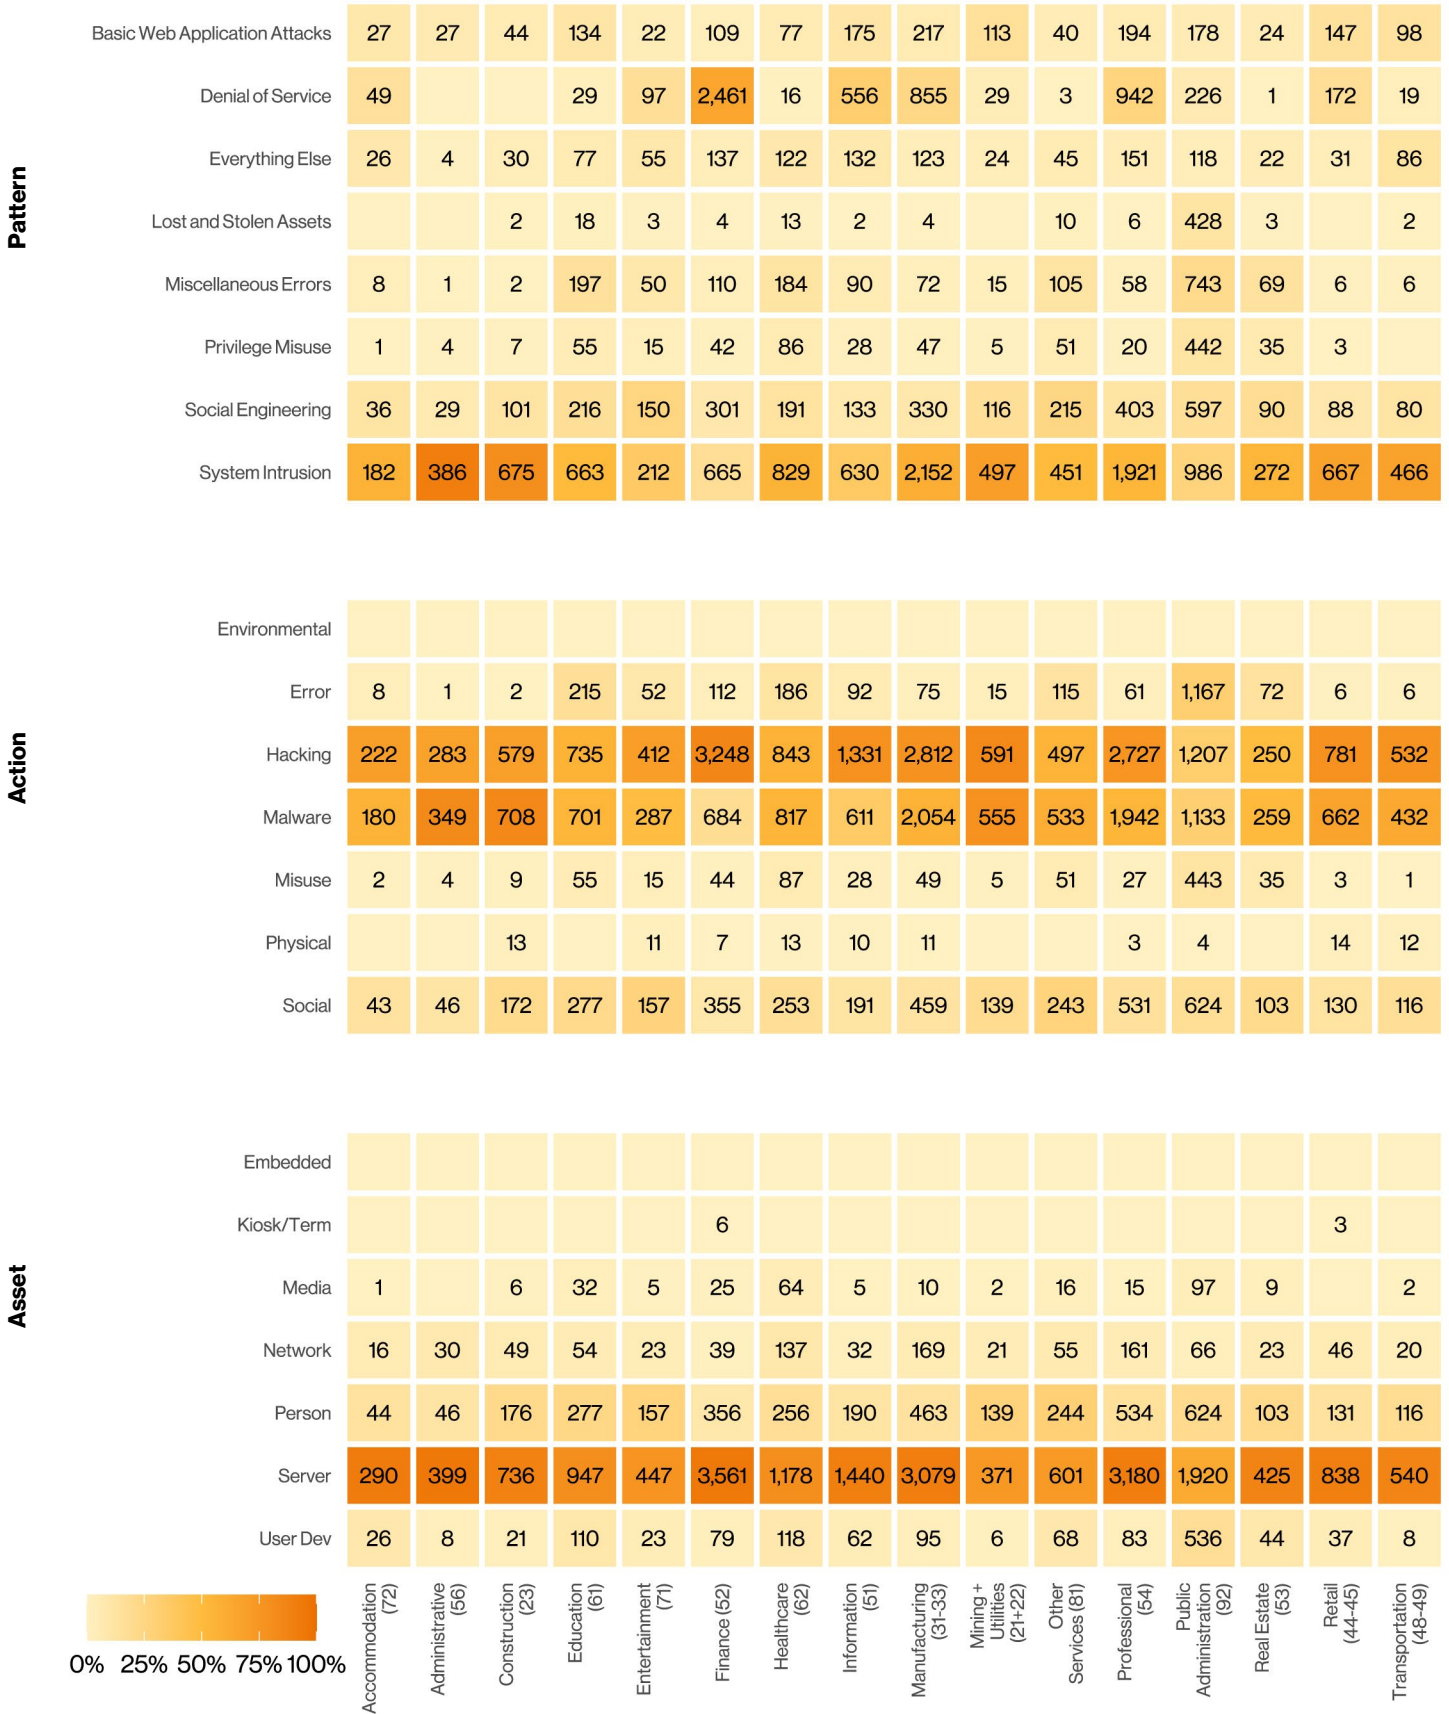 Pattern
Basic Web Application Attacks 27 27 44 134 22 109 77 175 217 113 40 194 178 24 147 98
Denial of Service 49 29 97 2,461 16 556 855 29 3 942 226 1 172 19
Everything Else 26 4 30 77 55 137 122 132 123 24 45 151 118 22 31 86
Lost and Stolen Assets 2 18 3 4 13 2 4 10 6 428 3 2
Miscellaneous Errors 8 1 2 197 50 110 184 90 72 15 105 58 743 69 6 6
Privilege Misuse 1 4 7 55 15 42 86 28 47 5 51 20 442 35 3
Social Engineering 36 29 101 216 150 301 191 133 330 116 215 403 597 90 88 80
System Intrusion 182 386 675 663 212 665 829 630 2,152 497 451 1,921 986 272 667 466
Action
Environmental
Error 8 1 2 215 52 112 186 92 75 15 115 61 1,167 72 6 6
Hacking 222 283 579 735 412 3,248 843 1,331 2,812 591 497 2,727 1,207 250 781 532
Malware 180 349 708 701 287 684 817 611 2,054 555 533 1,942 1,133 259 662 432
Misuse 2 4 9 55 15 44 87 28 49 5 51 27 443 35 3 1
Physical 13 11 7 13 10 11 3 4 14 12
Social 43 46 172 277 157 355 253 191 459 139 243 531 624 103 130 116
Asset
Embedded
Kiosk/Term 6 3
Media 1 6 32 5 25 64 5 10 2 16 15 97 9 2
Network 16 30 49 54 23 39 137 32 169 21 55 161 66 23 46 20
Person 44 46 176 277 157 356 256 190 463 139 244 534 624 103 131 116
Server 290 399 736 947 447 3,561 1,178 1,440 3,079 371 601 3,180 1,920 425 838 540
User Dev 26 8 21 110 23 79 118 62 95 6 68 83 536 44 37 8
0% 25% 50% 75% 100%
Accommodation
(72)
Administrative
(56)
Construction
(23)
Education
(61)
Entertainment
(71)
Finance (52)
Healthcare
(62)
Information
(51)
Manufacturing
(31-33)
Mining +
Utilities
(21+22)
Other
Services (81)
Professional
(54)
Public
Administration
(92)
Real Estate
(53)
Retail
(44-45)
Transportation
(48-49)